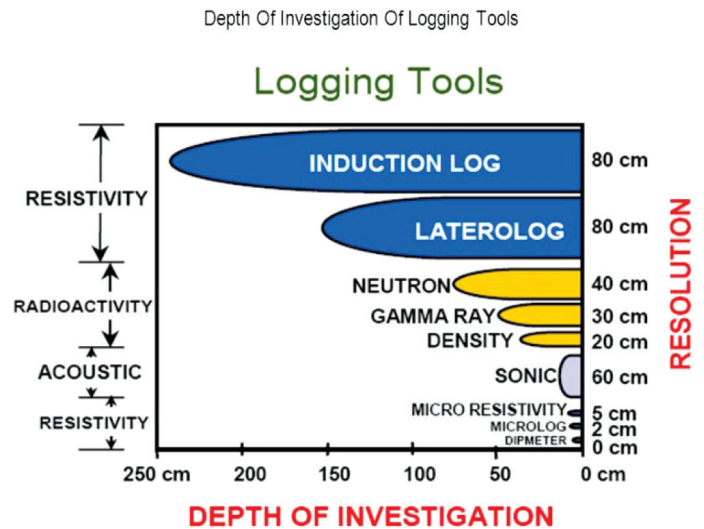 Depth Of Investigation Of Logging Tools
Logging Tools
RESISTIVITY
INDUCTION LOG
80 cm
LATEROLOG
80 cm
RADIOACTIVITY
NEUTRON
40 cm
GAMMA RAY
30 cm
DENSITY
20 cm
ACOUSTIC
SONIC
60 cm
RESISTIVITY
MICRO RESISTIVITY
5 cm
MICROLOG
2 cm
DIPMETER
0 cm
RESOLUTION
250 cm 200 150 100 50 0 cm
DEPTH OF INVESTIGATION